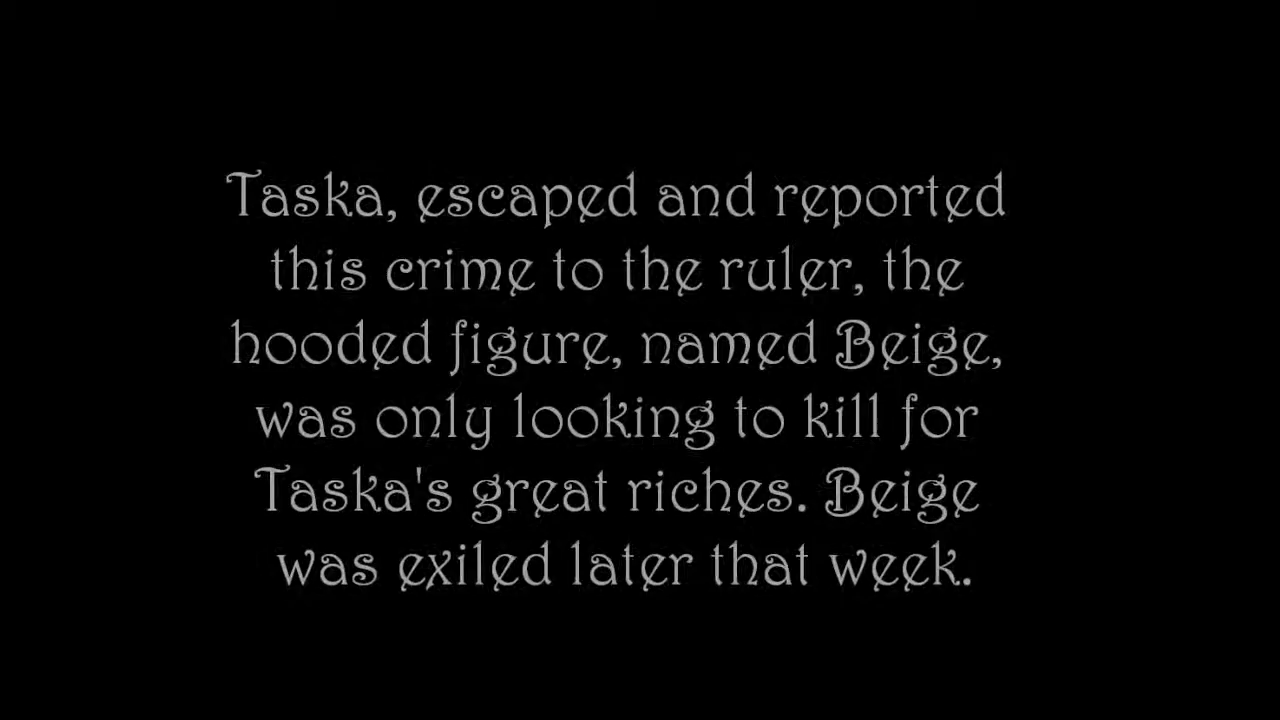 Taska, escaped and reported
this crime to the ruler, the
hooded figure, named Beige,
was only looking to kill for
Taska's great riches. Beige
was exiled later that week.